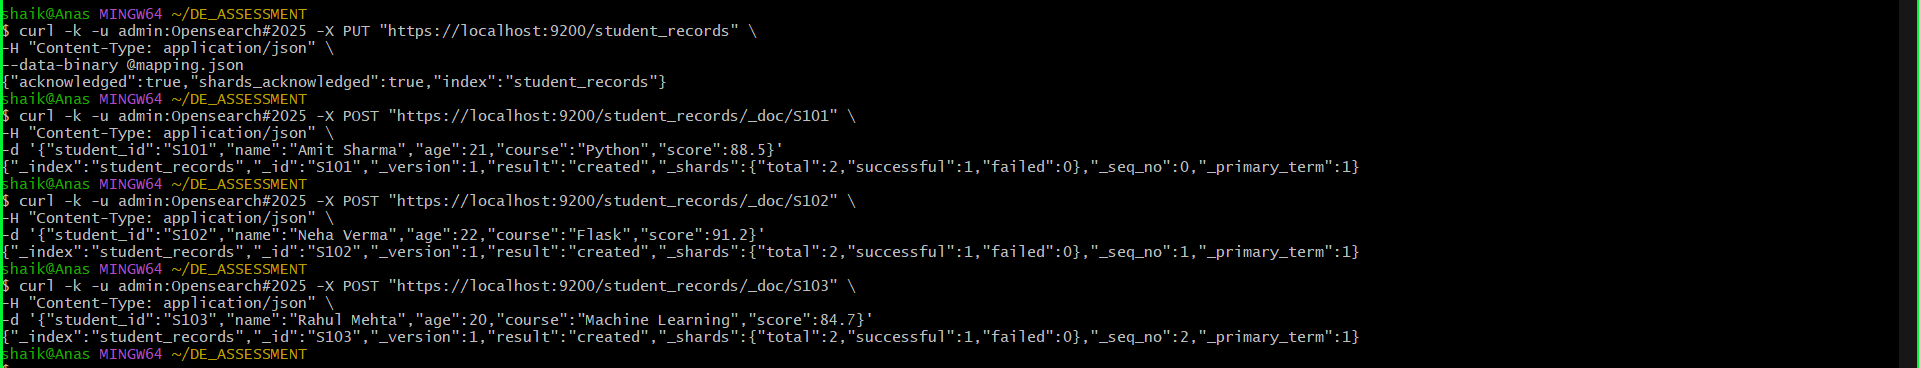 shaik@Anas MINGW64 ~/DE_ASSESSMENT
$ curl -k -u admin:Opensearch#2025 -X PUT "https://localhost:9200/student_records" \
-H "Content-Type: application/json" \
--data-binary @mapping.json
{"acknowledged":true,"shards_acknowledged":true,"index":"student_records"}
shaik@Anas MINGW64 ~/DE_ASSESSMENT
$ curl -k -u admin:Opensearch#2025 -X POST "https://localhost:9200/student_records/_doc/S101" \
-H "Content-Type: application/json" \
-d '{"student_id":"S101","name":"Amit Sharma","age":21,"course":"Python","score":88.5}'
{"_index":"student_records","_id":"S101","_version":1,"result":"created","_shards":{"total":2,"successful":1,"failed":0},"_seq_no":0,"_primary_term":1}
shaik@Anas MINGW64 ~/DE_ASSESSMENT
$ curl -k -u admin:Opensearch#2025 -X POST "https://localhost:9200/student_records/_doc/S102" \
-H "Content-Type: application/json" \
-d '{"student_id":"S102","name":"Neha Verma","age":22,"course":"Flask","score":91.2}'
{"_index":"student_records","_id":"S102","_version":1,"result":"created","_shards":{"total":2,"successful":1,"failed":0},"_seq_no":1,"_primary_term":1}
shaik@Anas MINGW64 ~/DE_ASSESSMENT
$ curl -k -u admin:Opensearch#2025 -X POST "https://localhost:9200/student_records/_doc/S103" \
-H "Content-Type: application/json" \
-d '{"student_id":"S103","name":"Rahul Mehta","age":20,"course":"Machine Learning","score":84.7}'
{"_index":"student_records","_id":"S103","_version":1,"result":"created","_shards":{"total":2,"successful":1,"failed":0},"_seq_no":2,"_primary_term":1}
shaik@Anas MINGW64 ~/DE_ASSESSMENT
$